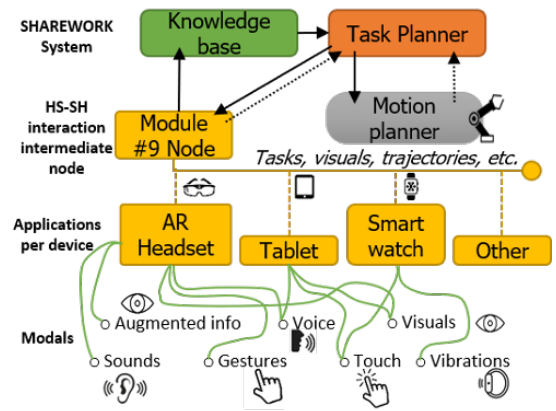 SHAREWORK
System
Knowledge
base
Task Planner
HS-SH
interaction
intermediate
node
Module
#9 Node
Motion
planner
Tasks, visuals, trajectories, etc.
Applications
per device
AR
Headset
Tablet
Smart
watch
Other
Modals
Augmented info
Voice
Visuals
Sounds
Gestures
Touch
Vibrations